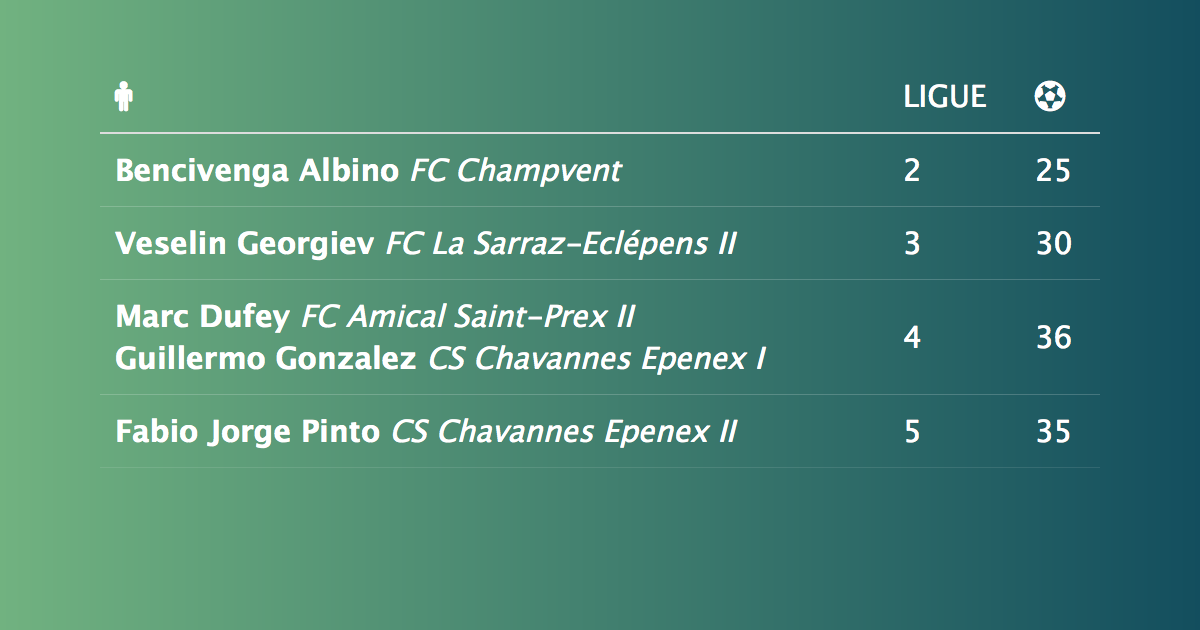 LIGUE
Bencivenga Albino FC Champvent 2 25
Veselin Georgiev FC La Sarraz-Eclépens II 3 30
Marc Dufey FC Amical Saint-Prex II
Guillermo Gonzalez CS Chavannes Epenex I
4 36
Fabio Jorge Pinto CS Chavannes Epenex II 5 35